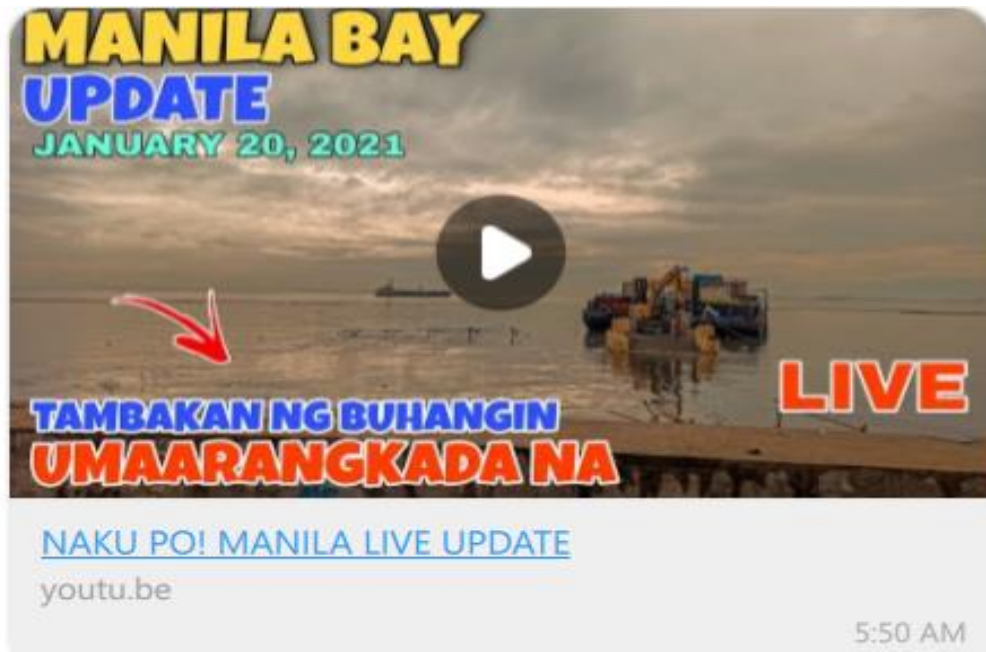 MANILA BAY
UPDATE
JANUARY 20, 2021
LIVE
TAMBAKAN NG BUHANGIN
UMAARANGKADA NA
NAKU PO! MANILA LIVE UPDATE
youtu.be
5:50 AM